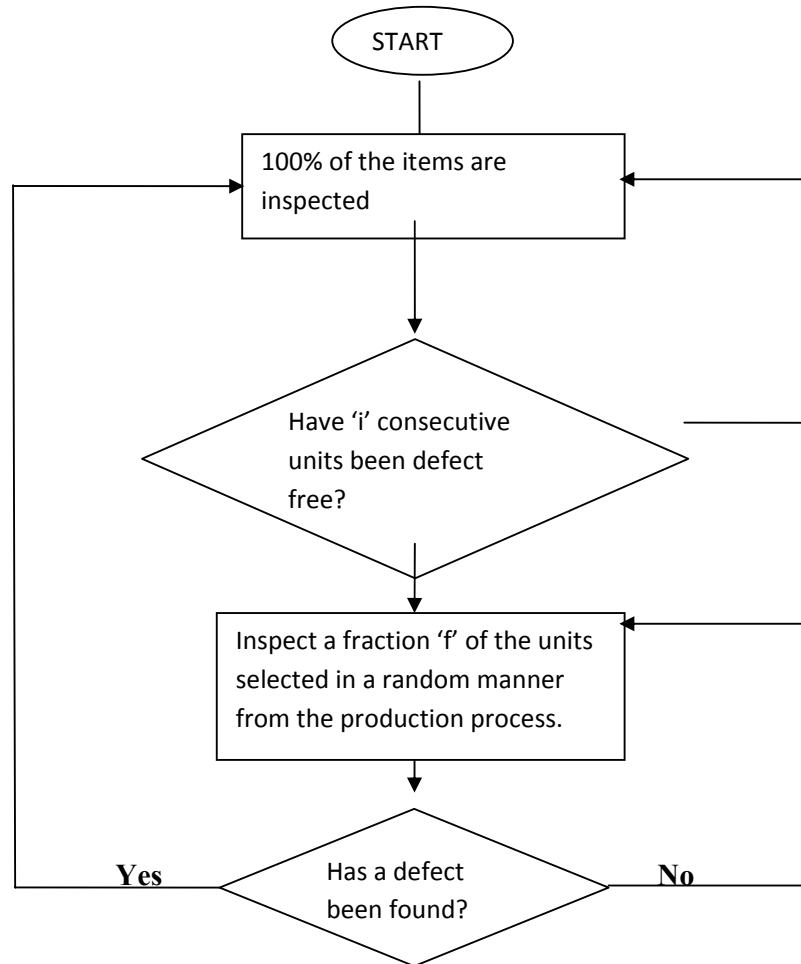 START
100% of the items are
inspected
Have ‘i’ consecutive
units been defect
free?
Inspect a fraction ‘f’ of the units
selected in a random manner
from the production process.
Yes
Has a defect
been found?
No